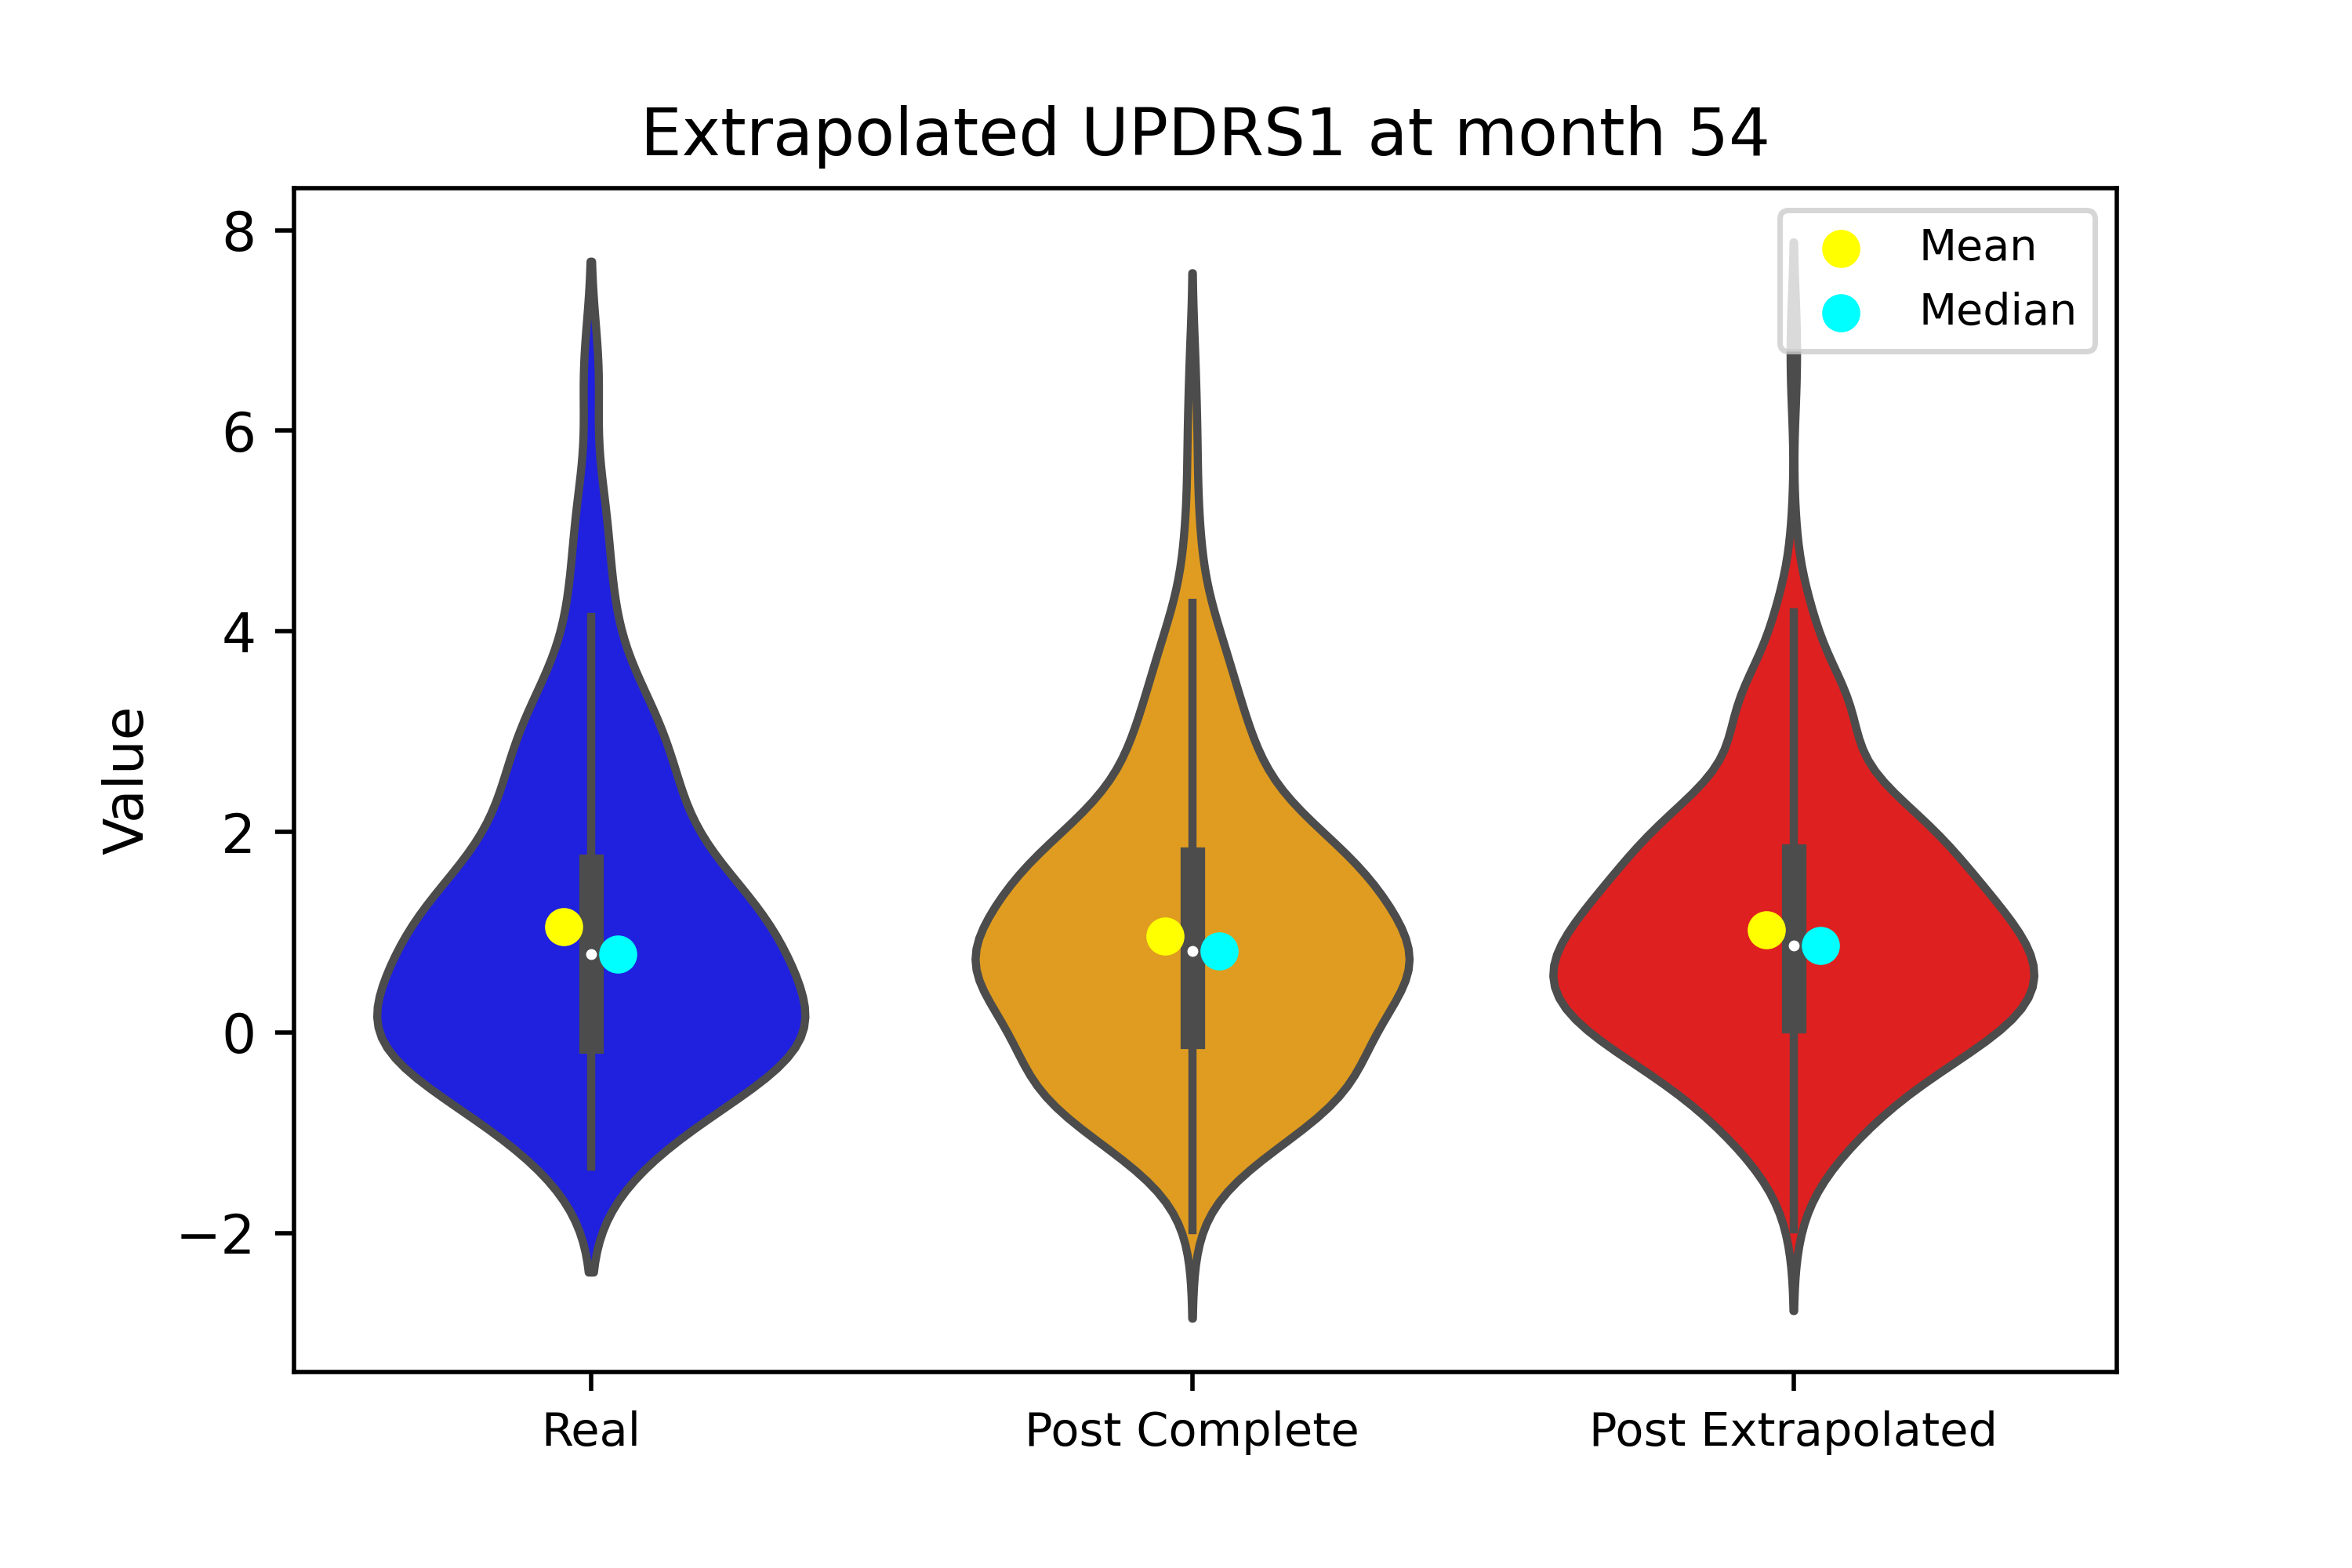 Extrapolated UPDRS1 at month 54
8
6
4
2
0
−2
Value
Mean
Median
Real
Post Complete
Post Extrapolated